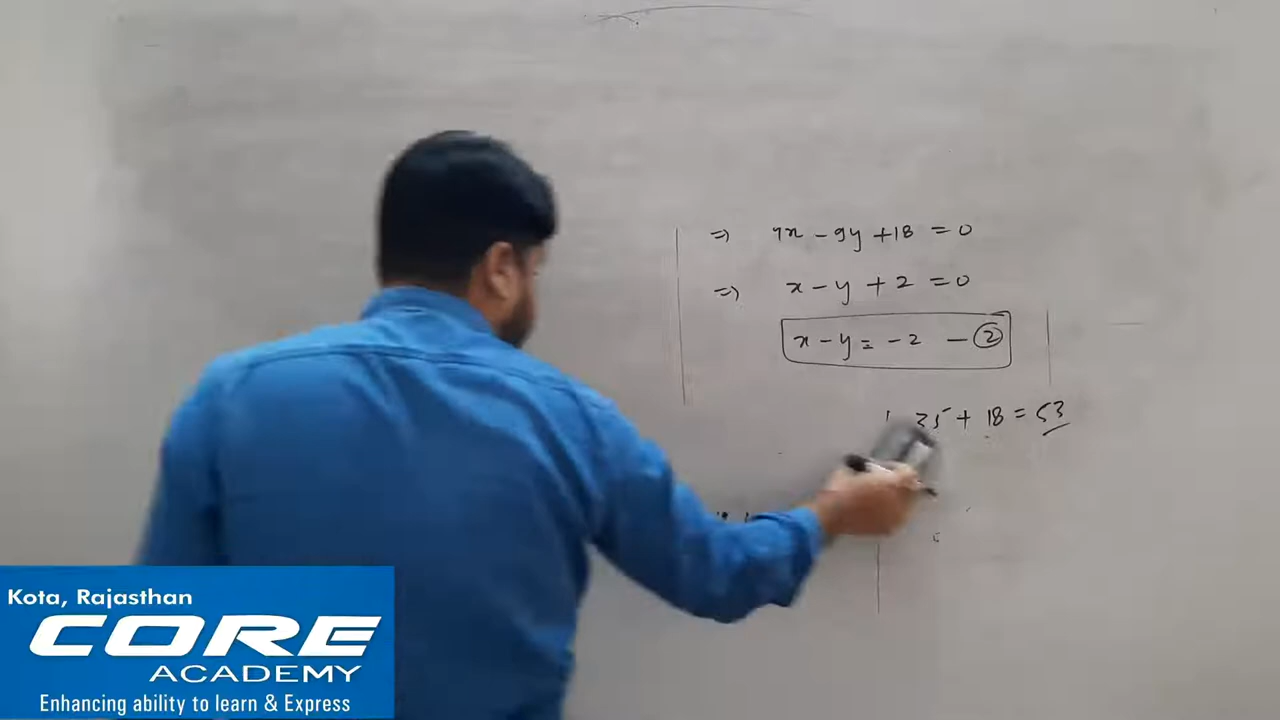 => 9x - 9y + 18 = 0
=> x - y + 2 = 0
x - y = -2 — ②
35 + 18 = 53
Kota, Rajasthan
CORE
ACADEMY
Enhancing ability to learn & Express